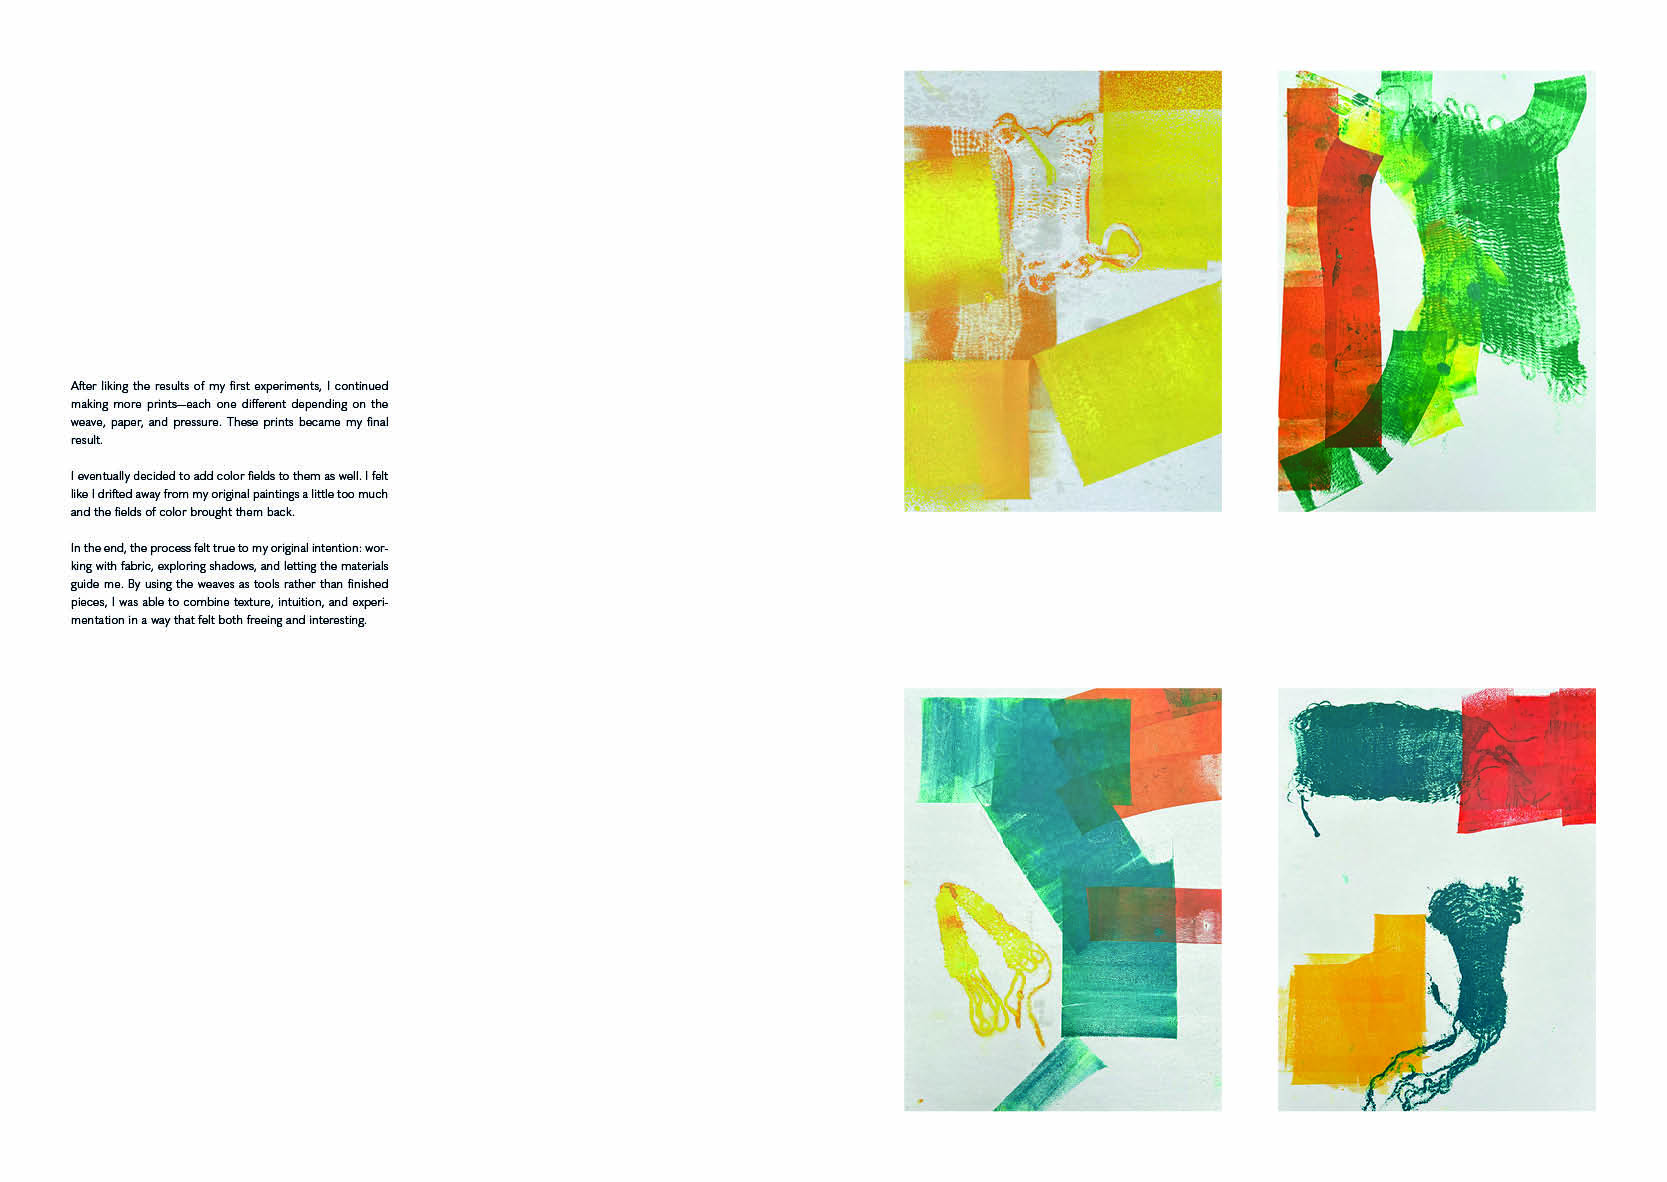 After liking the results of my first experiments, I continued
making more prints—each one different depending on the
weave, paper, and pressure. These prints became my final
result.
I eventually decided to add color fields to them as well. I felt
like I drifted away from my original paintings a little too much
and the fields of color brought them back.
In the end, the process felt true to my original intention: wor-
king with fabric, exploring shadows, and letting the materials
guide me. By using the weaves as tools rather than finished
pieces, I was able to combine texture, intuition, and experi-
mentation in a way that felt both freeing and interesting.